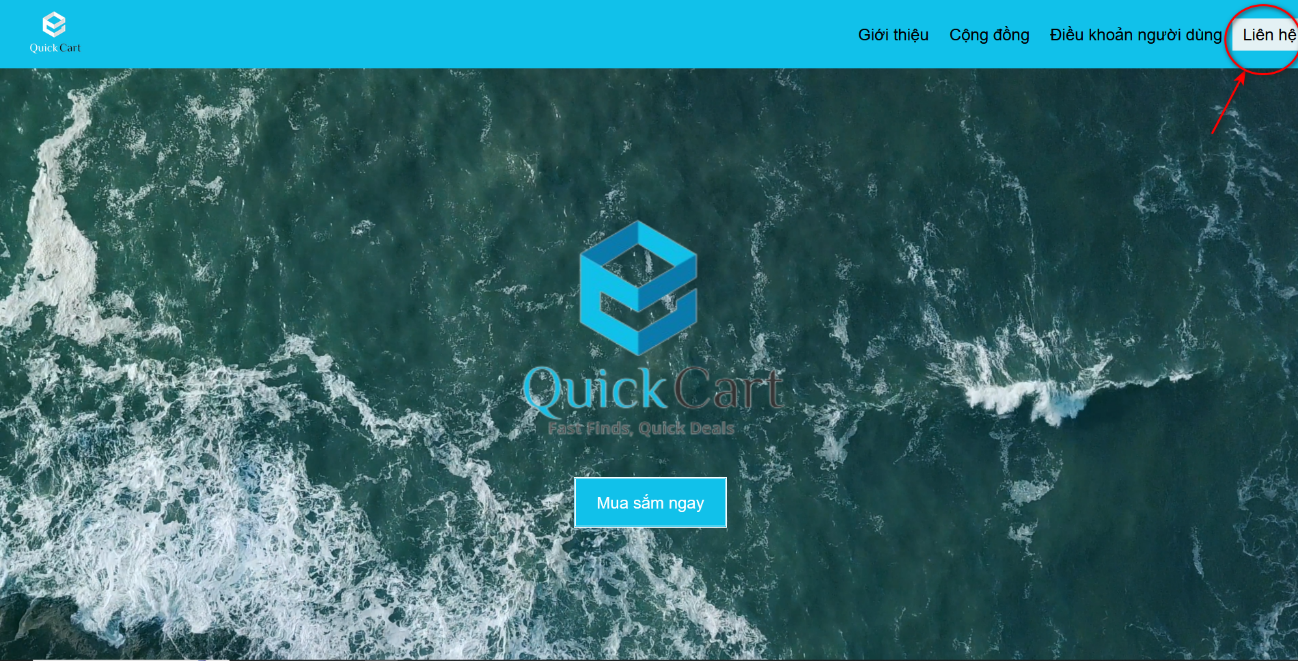 QuickCart
Giới thiệu Cộng đồng Điều khoản người dùng Liên hệ
QuickCart
Fast Finds, Quick Deals
Mua sắm ngay